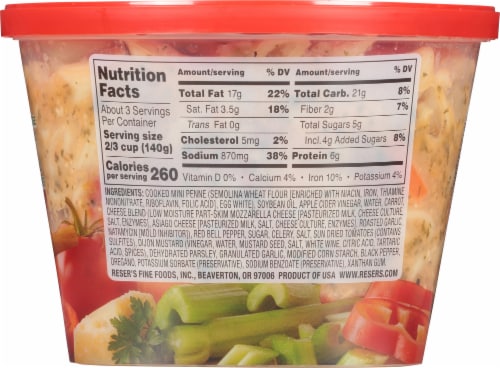 Nutrition
Facts
About 3 Servings
Per Container
Serving size
2/3 cup (140g)
Calories
per serving 260
Amount/serving % DV
Total Fat 17g 22%
Sat. Fat 3.5g 18%
Trans Fat 0g
Cholesterol 5mg 2%
Sodium 870mg 38%
Amount/serving % DV
Total Carb. 21g 8%
Fiber 2g 7%
Total Sugars 5g
Incl. 4g Added Sugars 8%
Protein 6g
Vitamin D 0% • Calcium 4% • Iron 10% • Potassium 4%
INGREDIENTS: COOKED MINI PENNE (SEMOLINA WHEAT FLOUR [ENRICHED WITH NIACIN, IRON, THIAMINE
MONONITRATE, RIBOFLAVIN, FOLIC ACID], EGG WHITE), SOYBEAN OIL, APPLE CIDER VINEGAR, WATER, CARROT,
CHEESE BLEND (LOW MOISTURE PART-SKIM MOZZARELLA CHEESE [PASTEURIZED MILK, CHEESE CULTURE,
SALT, ENZYMES], ASIAGO CHEESE [PASTEURIZED MILK, SALT, CHEESE CULTURE, ENZYMES], ROASTED GARLIC,
NATAMYCIN (MOLD INHIBITOR)), RED BELL PEPPER, SUGAR, CELERY, SALT, SUN DRIED TOMATOES (CONTAINS
SULFITES), DIJON MUSTARD (VINEGAR, WATER, MUSTARD SEED, SALT, WHITE WINE, CITRIC ACID, TARTARIC
ACID, SPICES), DEHYDRATED PARSLEY, GRANULATED GARLIC, MODIFIED CORN STARCH, BLACK PEPPER,
OREGANO, POTASSIUM SORBATE (PRESERVATIVE), SODIUM BENZOATE (PRESERVATIVE), XANTHAN GUM.
RESER'S FINE FOODS, INC., BEAVERTON, OR 97006 PRODUCT OF USA WWW.RESERS.COM